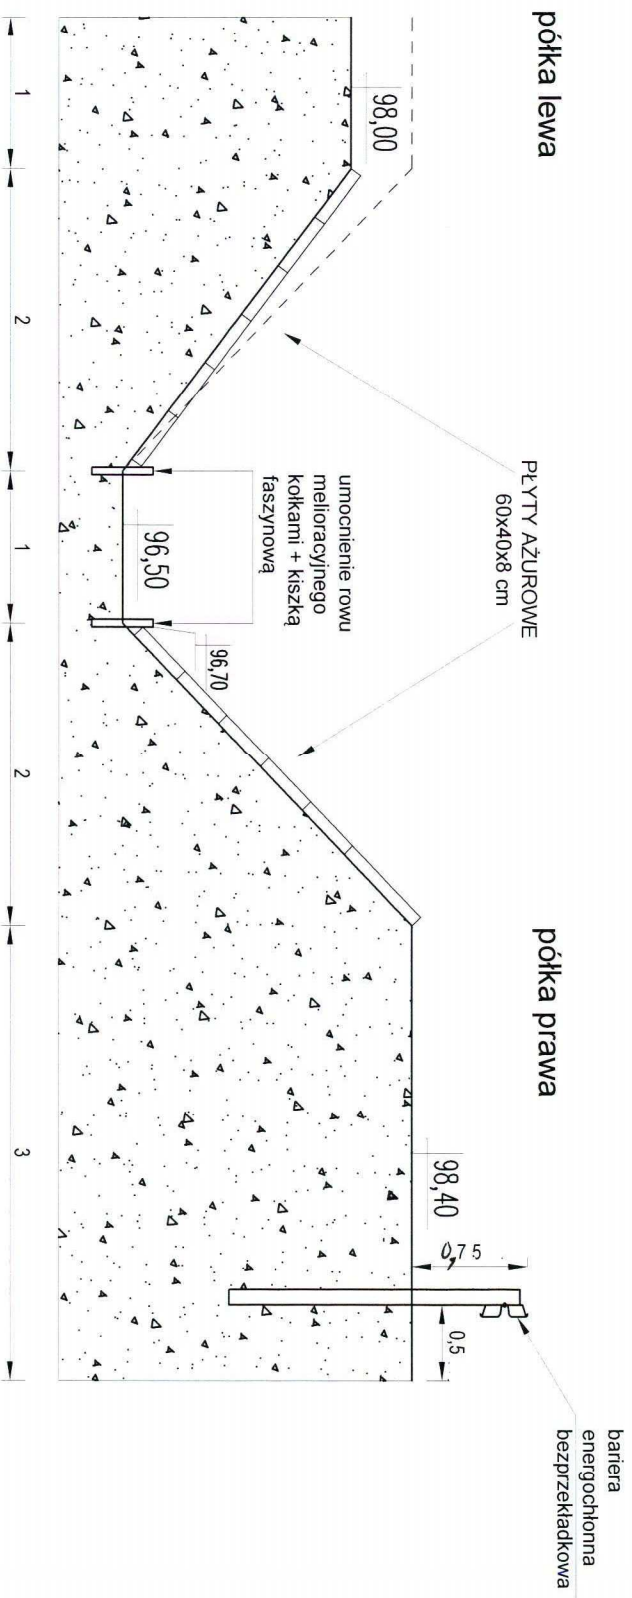 półka lewa
półka prawa
bariera
energochłonna
bezprzekładkowa
PŁYTY AŻUROWE
60x40x8 cm
98,00
98,40
0,75
0,5
umocnienie rowu
melioracyjnego
kołkami + kiszką
faszynową
96,50
96,70
1
2
1
2
3